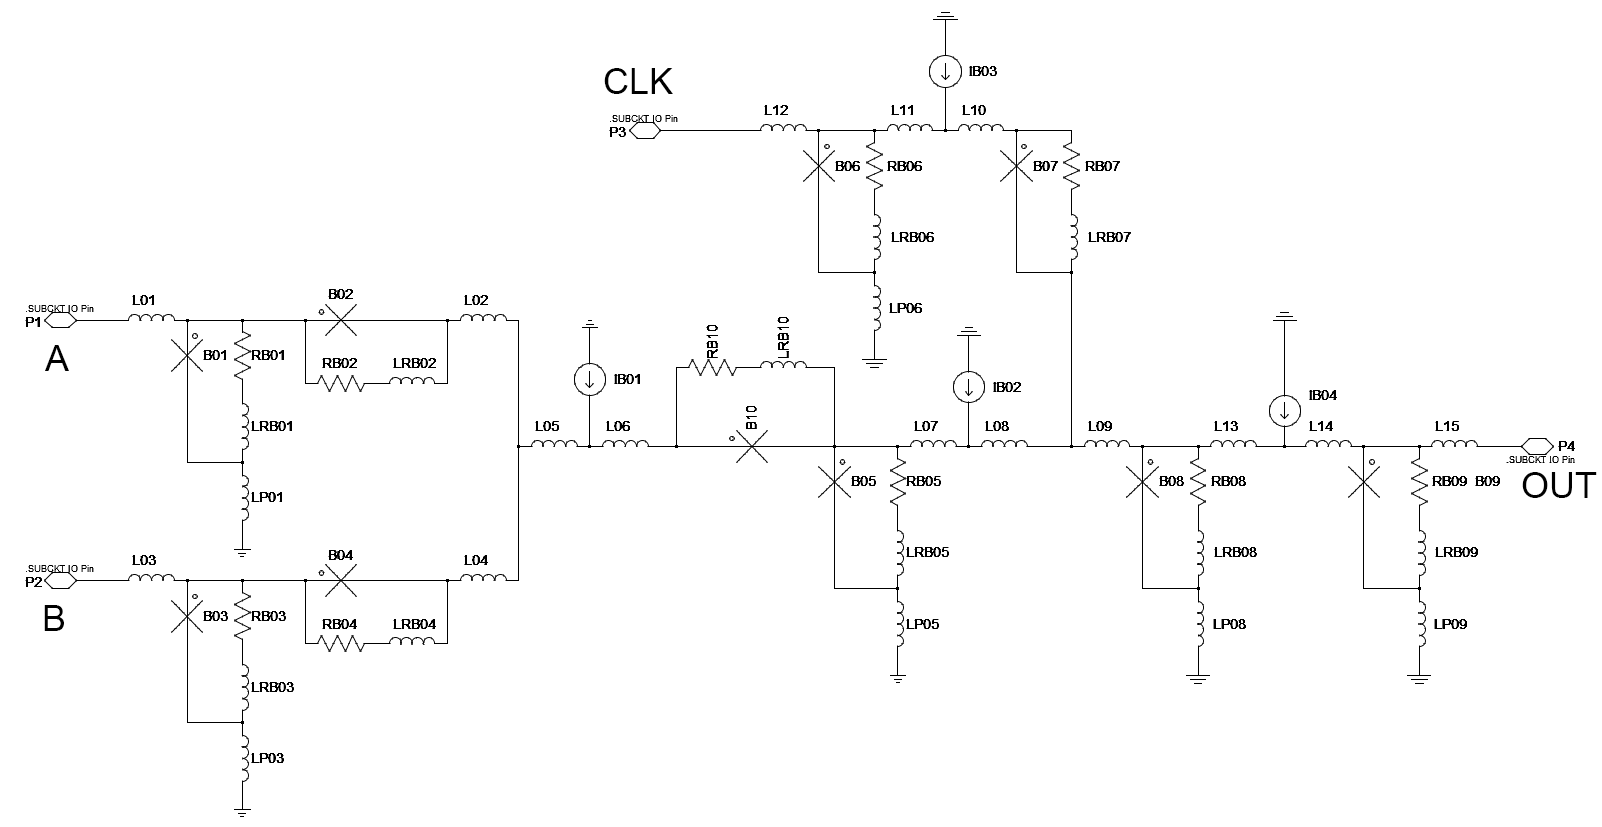 CLK
IB03
.SUBCKT IO Pin
P3
L12
L11
L10
B06
RB06
B07
RB07
LRB06
LRB07
LP06
.SUBCKT IO Pin
P1
A
L01
B02
L02
B01
RB01
RB02
LRB02
LRB01
LP01
IB01
RB10
LRB10
IB02
IB04
L05
L06
B10
L07
L08
L09
L13
L14
L15
P4
.SUBCKT IO Pin
OUT
B05
RB05
B08
RB08
RB09
B09
LRB05
LRB08
LRB09
LP05
LP08
LP09
.SUBCKT IO Pin
P2
B
L03
B04
L04
B03
RB03
RB04
LRB04
LRB03
LP03